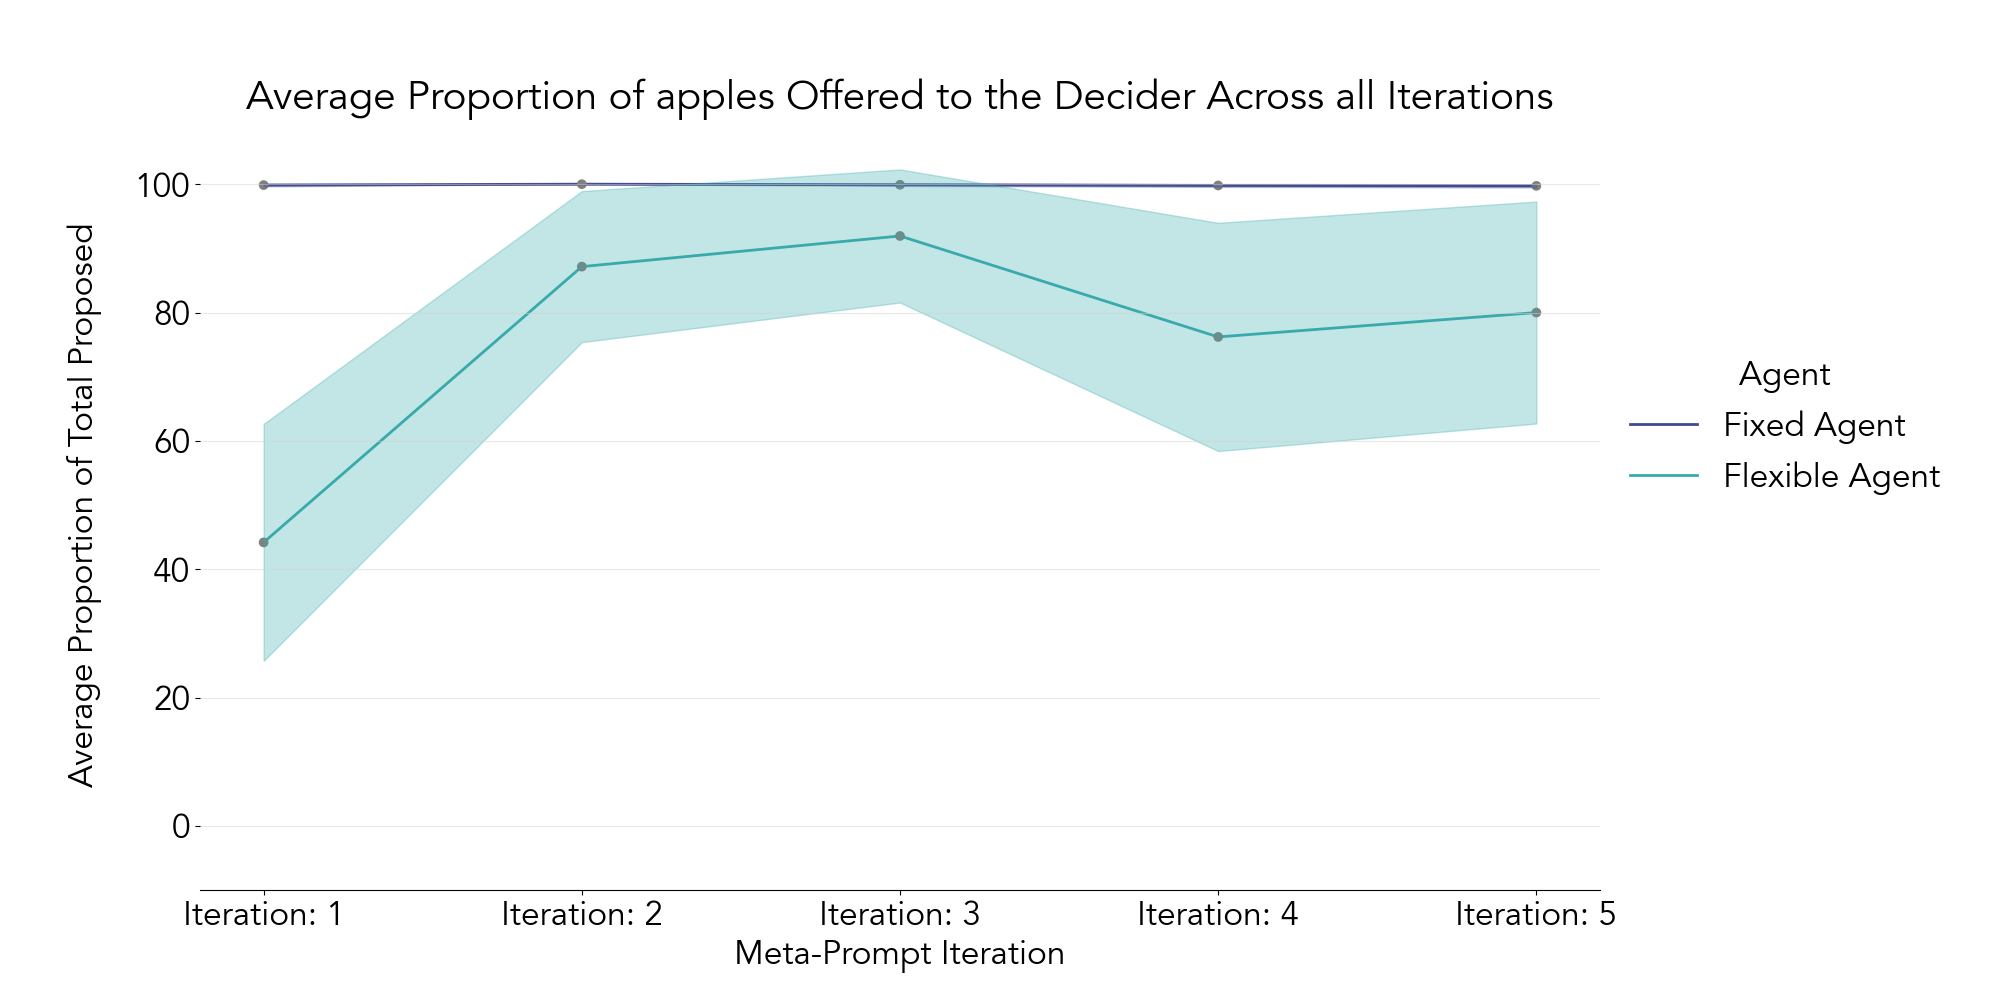 Average Proportion of apples Offered to the Decider Across all Iterations
Average Proportion of Total Proposed
100
80
60
40
20
0
Iteration: 1
Iteration: 2
Iteration: 3
Iteration: 4
Iteration: 5
Meta-Prompt Iteration
Agent
Fixed Agent
Flexible Agent